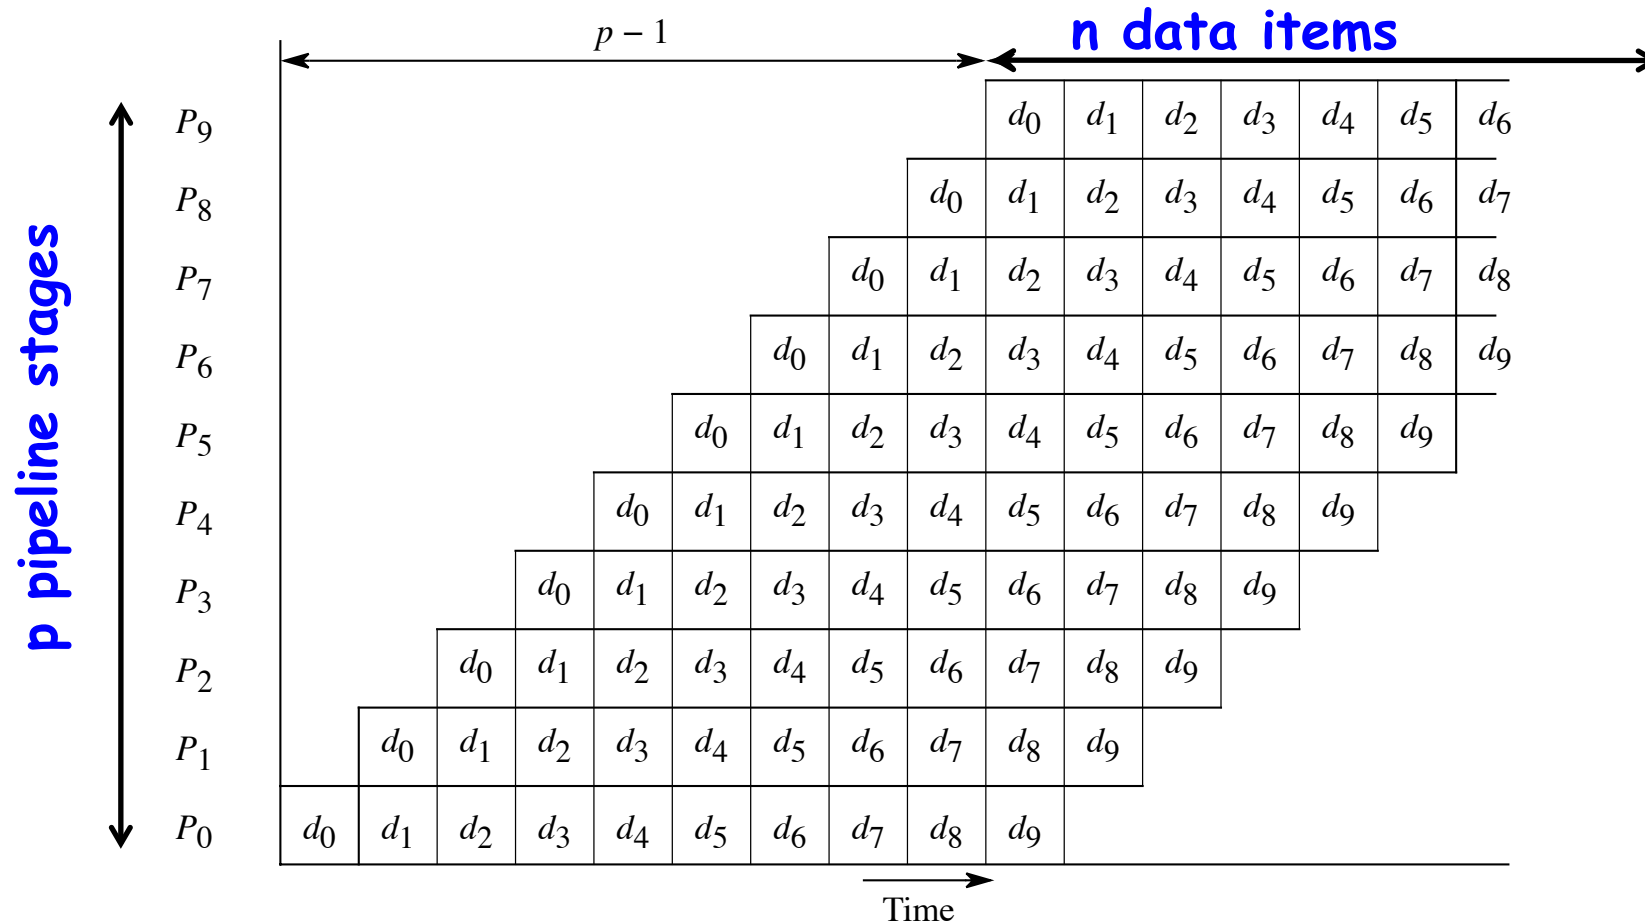 p − 1
n data items
p pipeline stages
P9 d0 d1 d2 d3 d4 d5 d6
P8 d0 d1 d2 d3 d4 d5 d6 d7
P7 d0 d1 d2 d3 d4 d5 d6 d7 d8
P6 d0 d1 d2 d3 d4 d5 d6 d7 d8 d9
P5 d0 d1 d2 d3 d4 d5 d6 d7 d8 d9
P4 d0 d1 d2 d3 d4 d5 d6 d7 d8 d9
P3 d0 d1 d2 d3 d4 d5 d6 d7 d8 d9
P2 d0 d1 d2 d3 d4 d5 d6 d7 d8 d9
P1 d0 d1 d2 d3 d4 d5 d6 d7 d8 d9
P0 d0 d1 d2 d3 d4 d5 d6 d7 d8 d9
Time